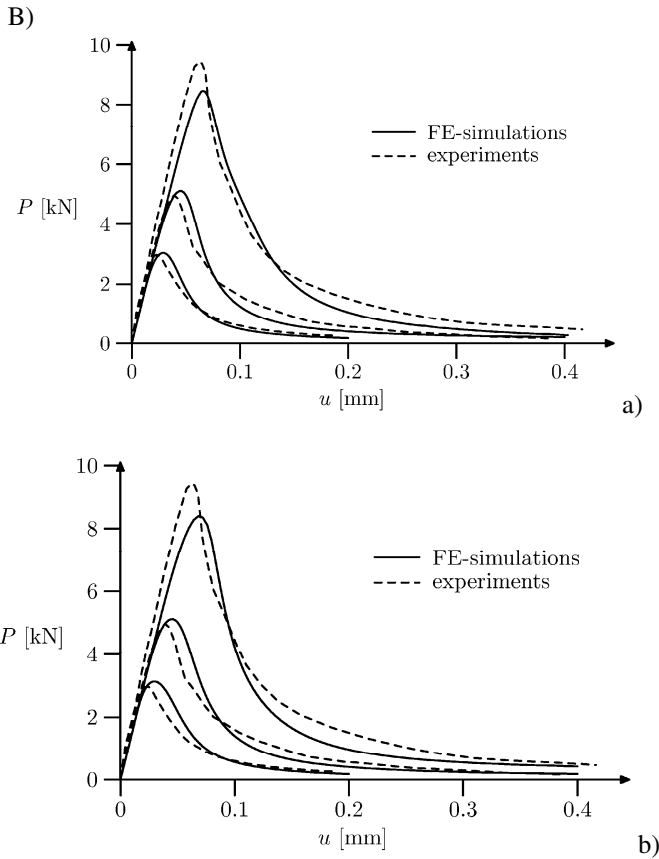 B)
10
8
6
4
2
0
P [kN]
FE-simulations
experiments
0 0.1 0.2 0.3 0.4
u [mm]
a)
10
8
6
4
2
0
P [kN]
FE-simulations
experiments
0 0.1 0.2 0.3 0.4
u [mm]
b)